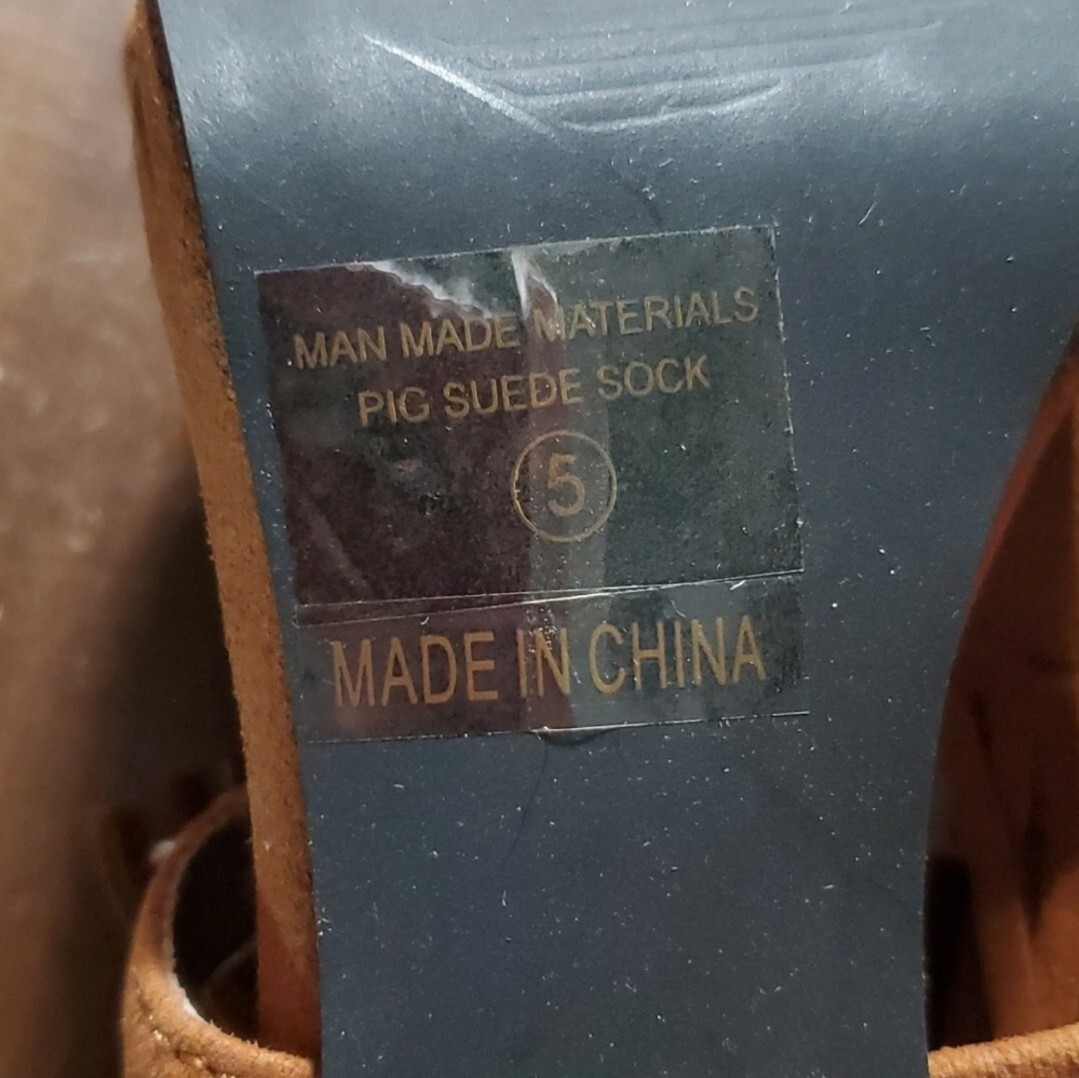 MAN MADE MATERIALS
PIG SUEDE SOCK
5
MADE IN CHINA